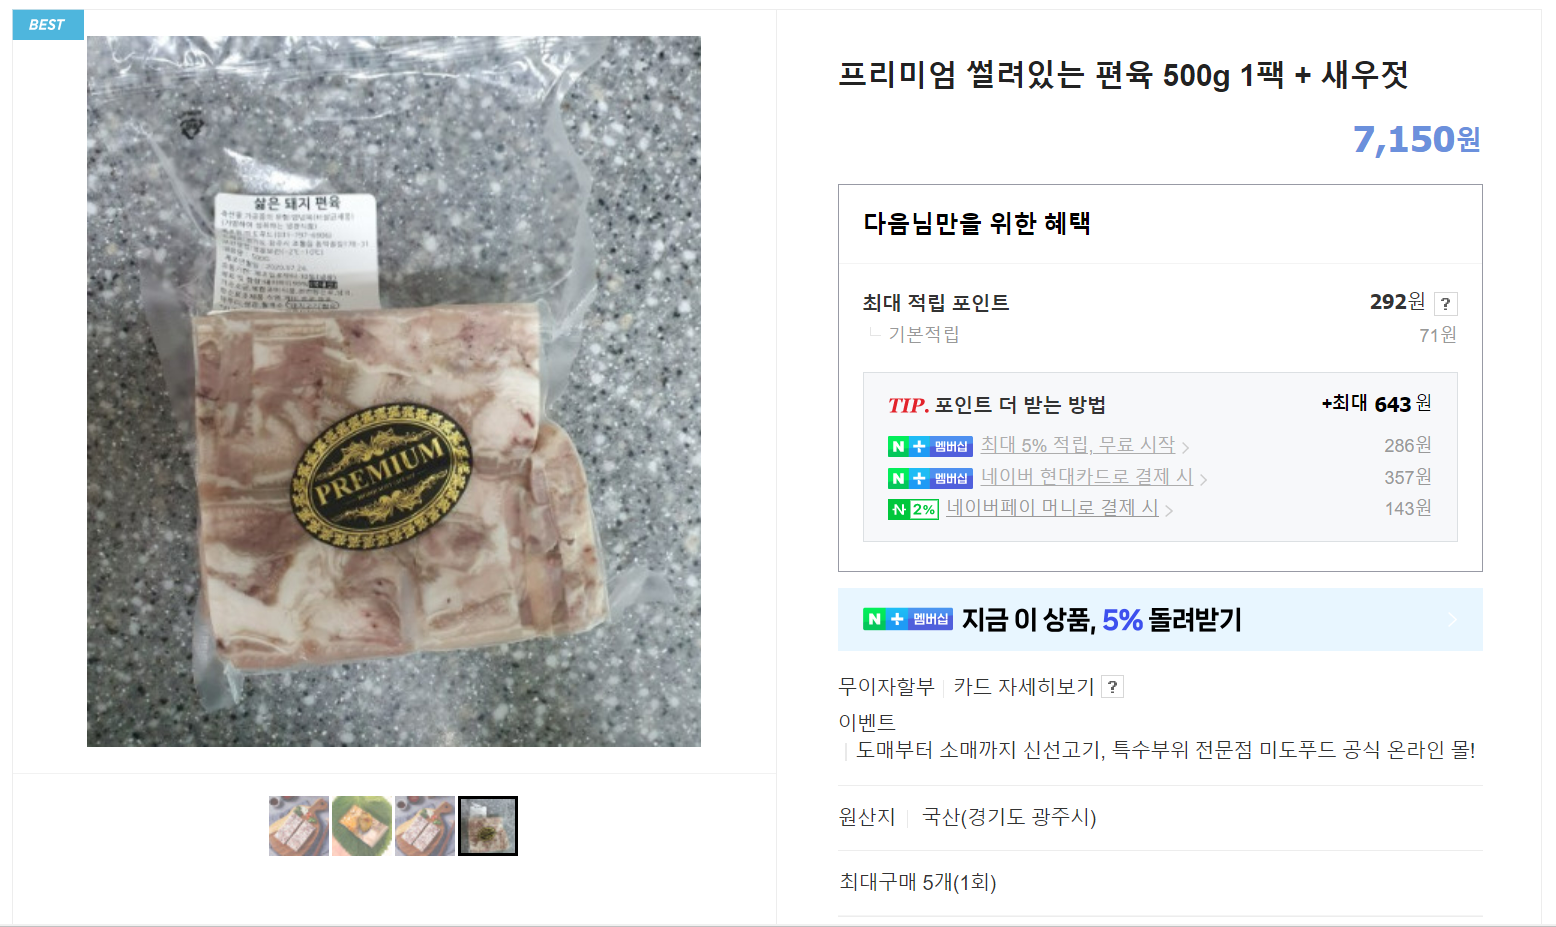 BEST
삶은 돼지 편육
PREMIUM
프리미엄 썰려있는 편육 500g 1팩 + 새우젓
7,150원
다음님만을 위한 혜택
최대 적립 포인트 292원 ?
기본적립 71원
TIP. 포인트 더 받는 방법 +최대 643 원
N + 멤버십 최대 5% 적립, 무료 시작 286원
N + 멤버십 네이버 현대카드로 결제 시 357원
N 2% 네이버페이 머니로 결제 시 143원
N + 멤버십 지금 이 상품, 5% 돌려받기
무이자할부 카드 자세히보기 ?
이벤트
도매부터 소매까지 신선고기, 특수부위 전문점 미도푸드 공식 온라인 몰!
원산지 국산(경기도 광주시)
최대구매 5개(1회)